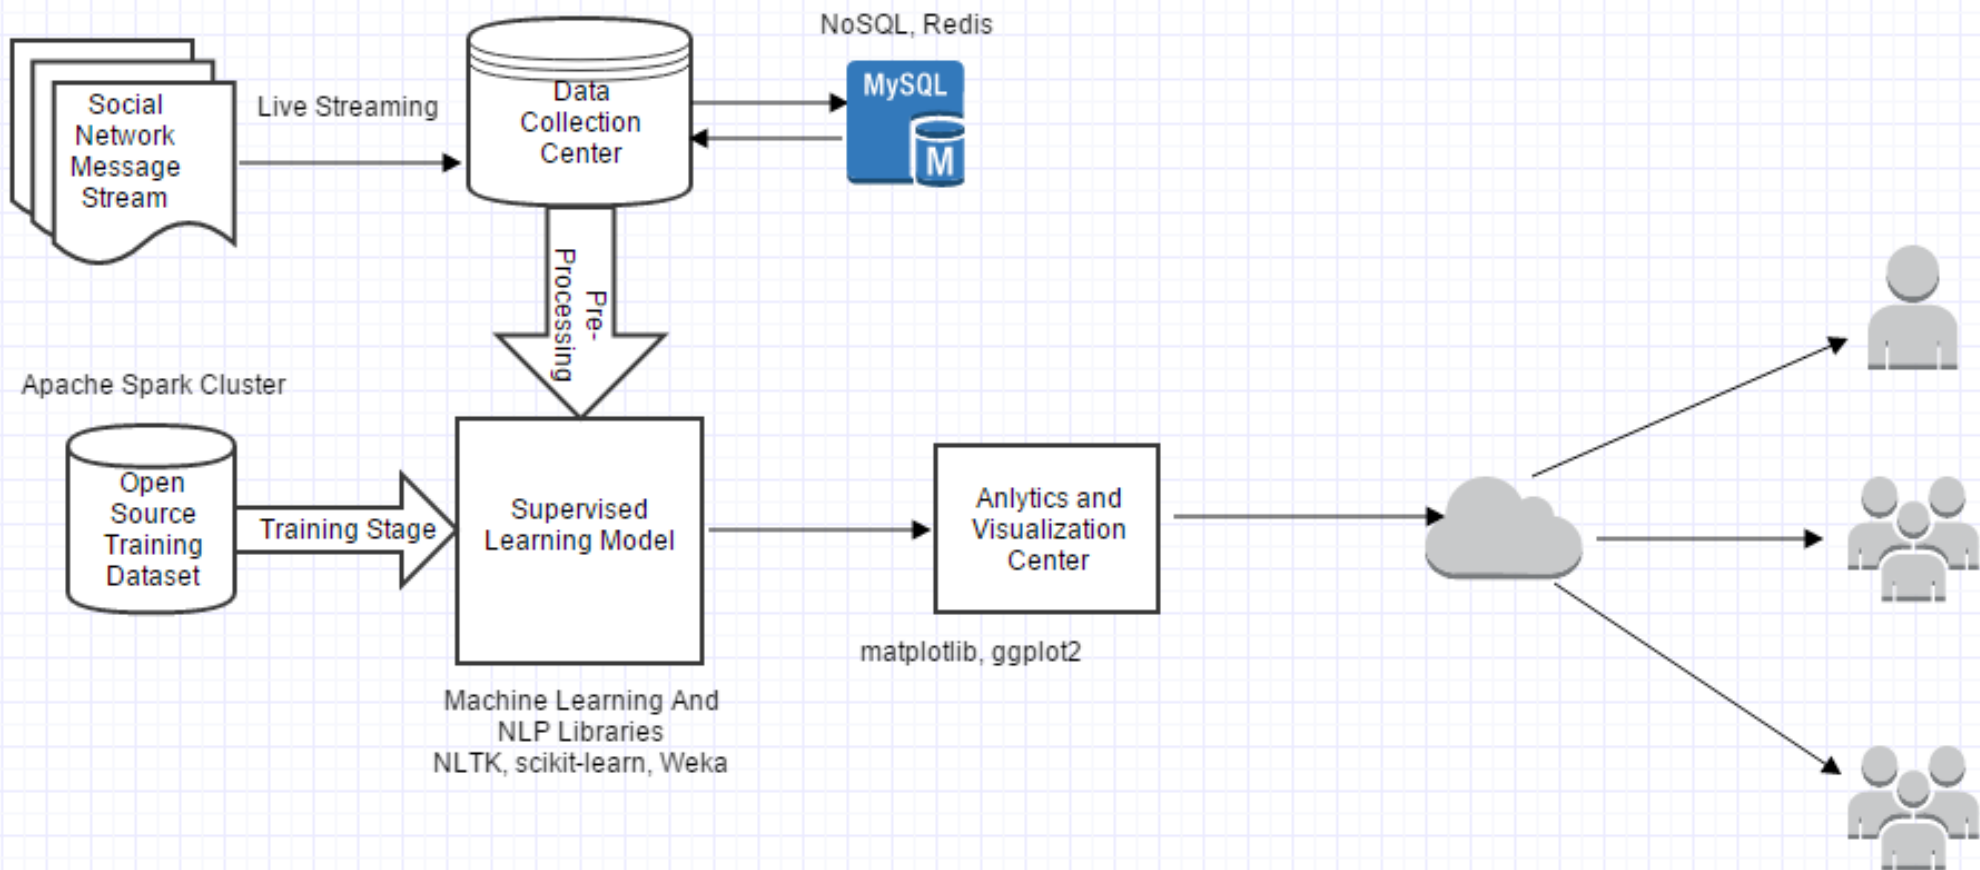 NoSQL, Redis
MySQL
M
Social
Network
Message
Stream
Live Streaming
Data
Collection
Center
Pre-
Processing
Apache Spark Cluster
Open
Source
Training
Dataset
Training Stage
Supervised
Learning Model
Anlytics and
Visualization
Center
matplotlib, ggplot2
Machine Learning And
NLP Libraries
NLTK, scikit-learn, Weka